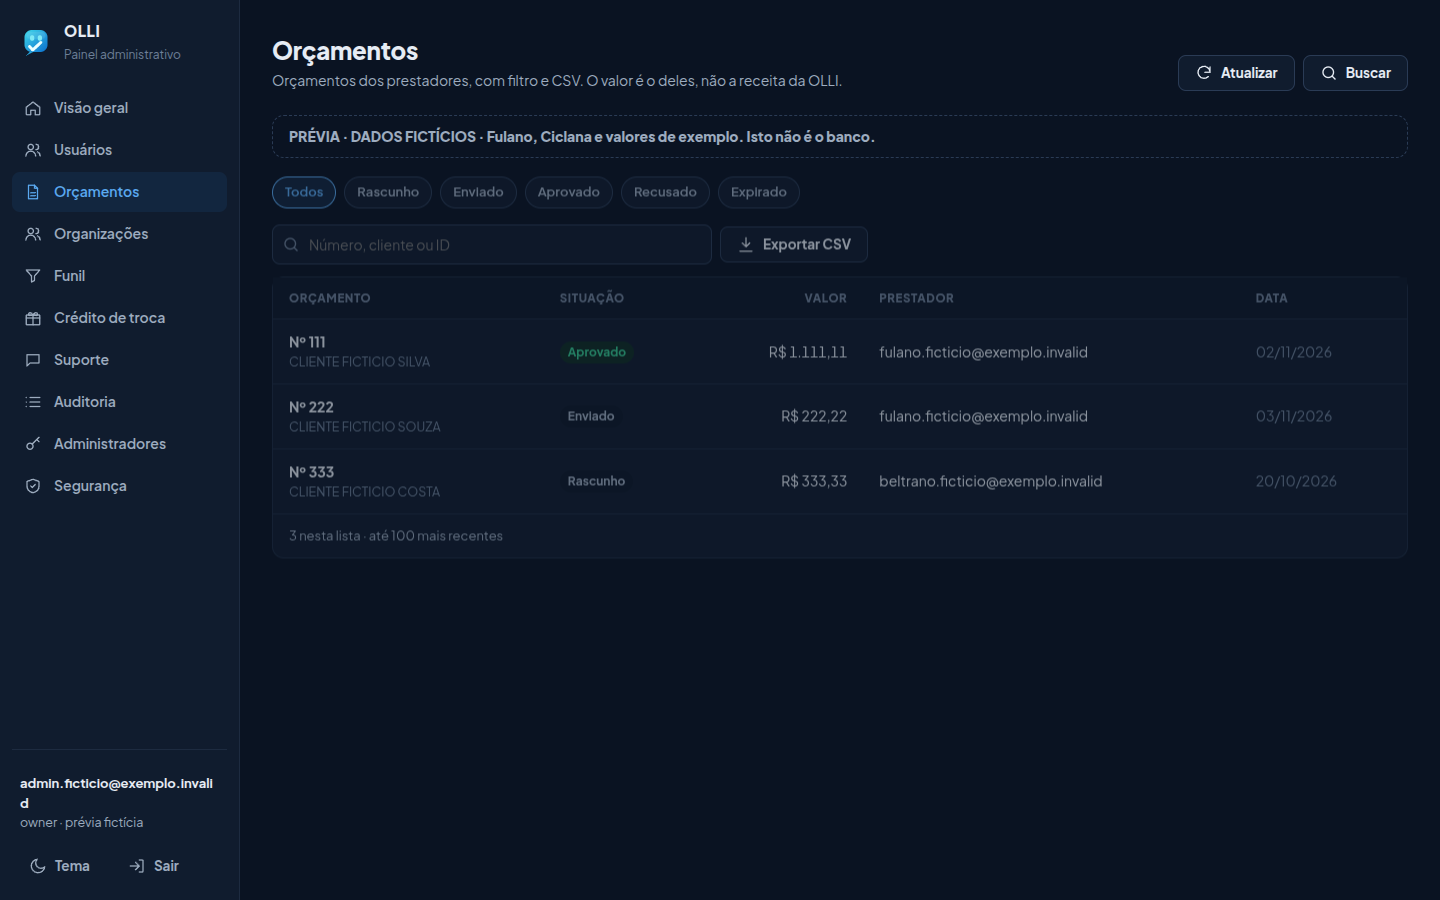 OLLI
Painel administrativo
Visão geral
Usuários
Orçamentos
Organizações
Funil
Crédito de troca
Suporte
Auditoria
Administradores
Segurança
admin.ficticio@exemplo.invali
d
owner · prévia fictícia
Tema Sair
Orçamentos
Orçamentos dos prestadores, com filtro e CSV. O valor é o deles, não a receita da OLLI.
Atualizar Buscar
PRÉVIA · DADOS FICTÍCIOS · Fulano, Ciclana e valores de exemplo. Isto não é o banco.
Todos Rascunho Enviado Aprovado Recusado Expirado
Número, cliente ou ID Exportar CSV
ORÇAMENTO SITUAÇÃO VALOR PRESTADOR DATA
Nº 111
CLIENTE FICTICIO SILVA
Aprovado R$ 1.111,11 fulano.ficticio@exemplo.invalid 02/11/2026
Nº 222
CLIENTE FICTICIO SOUZA
Enviado R$ 222,22 fulano.ficticio@exemplo.invalid 03/11/2026
Nº 333
CLIENTE FICTICIO COSTA
Rascunho R$ 333,33 beltrano.ficticio@exemplo.invalid 20/10/2026
3 nesta lista · até 100 mais recentes